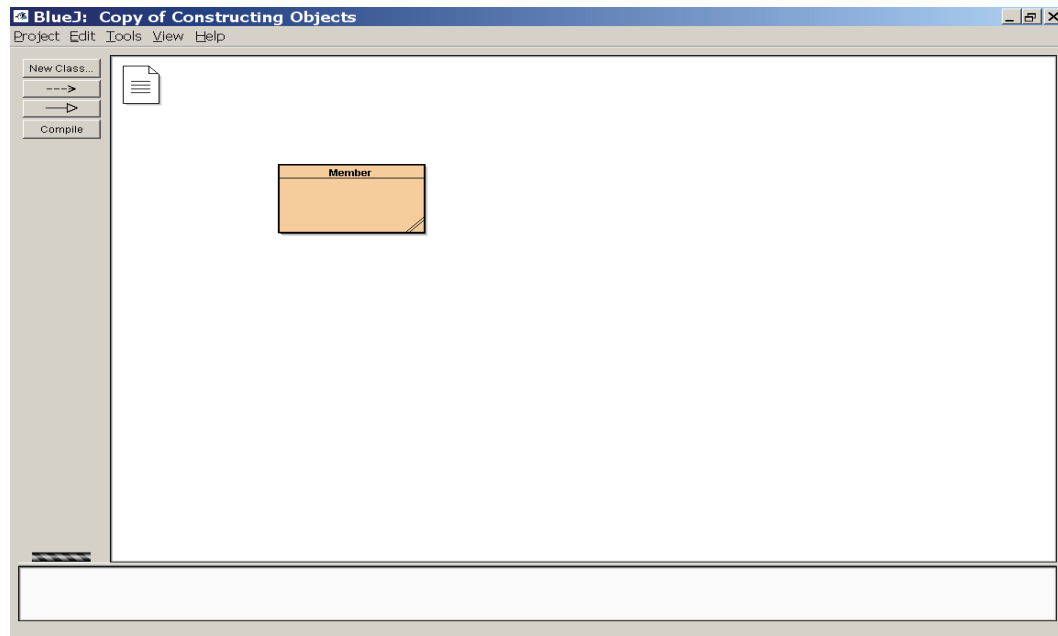 BlueJ: Copy of Constructing Objects
Project Edit Tools View Help
New Class...
--->
Compile
Member